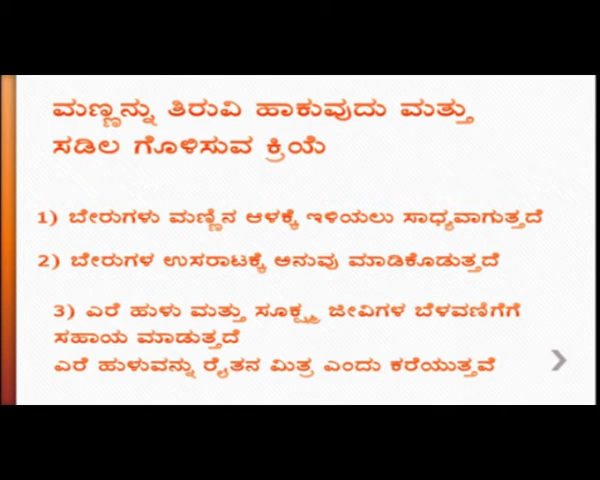 ಮಣ್ಣನ್ನು ತಿರುವಿ ಹಾಕುವುದು ಮತ್ತು
ಸಡಿಲ ಗೊಳಿಸುವ ಕ್ರಿಯೆ
1) ಬೇರುಗಳು ಮಣ್ಣಿನ ಆಳಕ್ಕೆ ಇಳಿಯಲು ಸಾಧ್ಯವಾಗುತ್ತದೆ
2) ಬೇರುಗಳ ಉಸರಾಟಕ್ಕೆ ಅನುವು ಮಾಡಿಕೊಡುತ್ತದೆ
3) ಎರೆ ಹುಳು ಮತ್ತು ಸೂಕ್ಷ್ಮ ಜೀವಿಗಳ ಬೆಳವಣಿಗೆಗೆ
ಸಹಾಯ ಮಾಡುತ್ತದೆ
ಎರೆ ಹುಳುವನ್ನು ರೈತನ ಮಿತ್ರ ಎಂದು ಕರೆಯುತ್ತವೆ